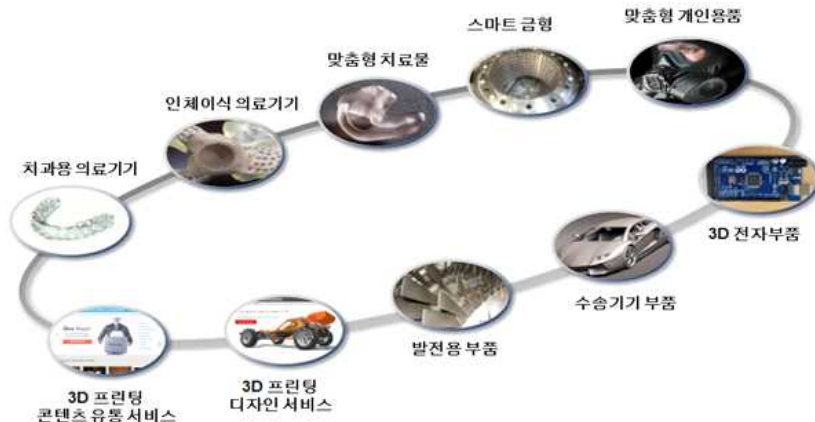 스마트 금형
맞춤형 개인용품
맞춤형 치료물
인체이식 의료기기
치과용 의료기기
3D 전자부품
수송기기 부품
발전용 부품
3D 프린팅
디자인 서비스
3D 프린팅
콘텐츠 유통 서비스